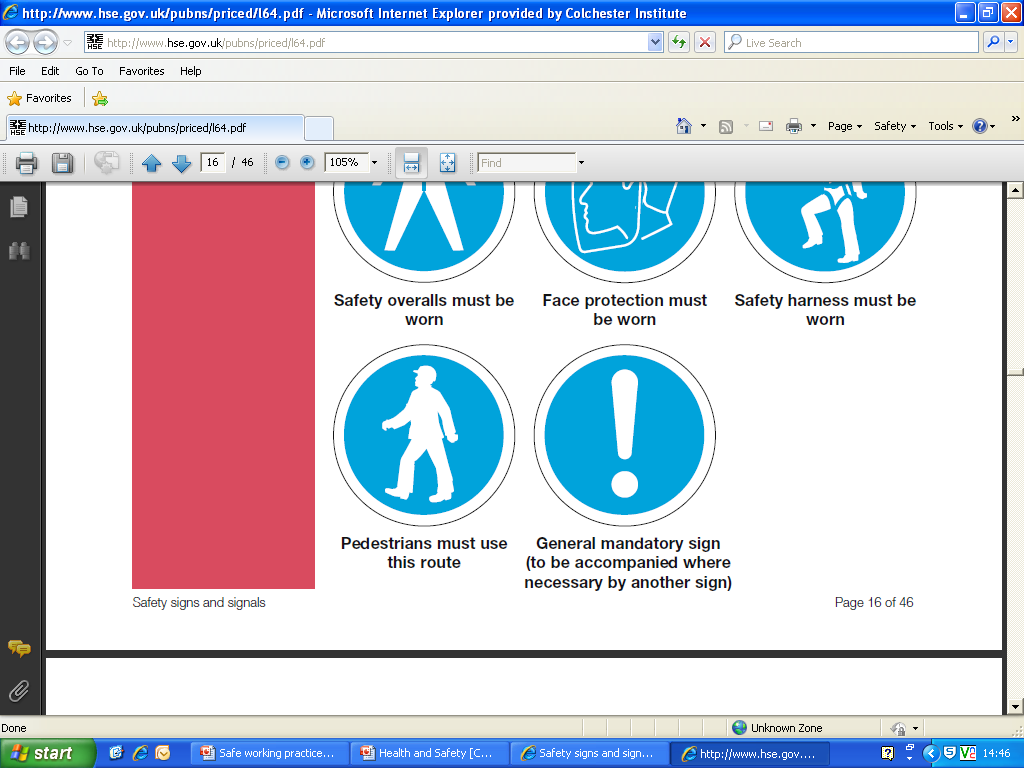 http://www.hse.gov.uk/pubns/priced/l64.pdf - Microsoft Internet Explorer provided by Colchester Institute
http://www.hse.gov.uk/pubns/priced/l64.pdf
Live Search
File Edit Go To Favorites Help
Favorites
http://www.hse.gov.uk/pubns/priced/l64.pdf
Page Safety Tools »
16 / 46 105% Find
Safety overalls must be
worn
Face protection must
be worn
Safety harness must be
worn
Pedestrians must use
this route
General mandatory sign
(to be accompanied where
necessary by another sign)
Safety signs and signals
Page 16 of 46
Done
Unknown Zone
start
Safe working practice...
Health and Safety [C...
Safety signs and sign...
http://www.hse.gov....
14:46